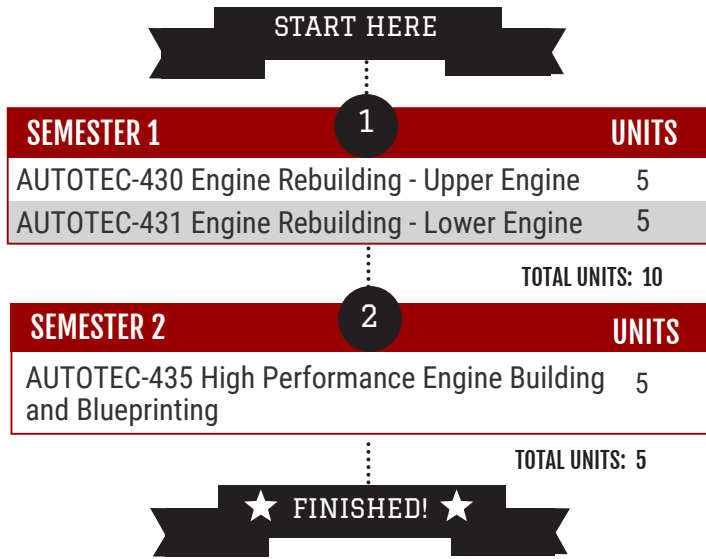 START HERE
1
SEMESTER 1 UNITS
AUTOTEC-430 Engine Rebuilding - Upper Engine 5
AUTOTEC-431 Engine Rebuilding - Lower Engine 5
TOTAL UNITS: 10
2
SEMESTER 2 UNITS
AUTOTEC-435 High Performance Engine Building 5
and Blueprinting
TOTAL UNITS: 5
FINISHED!